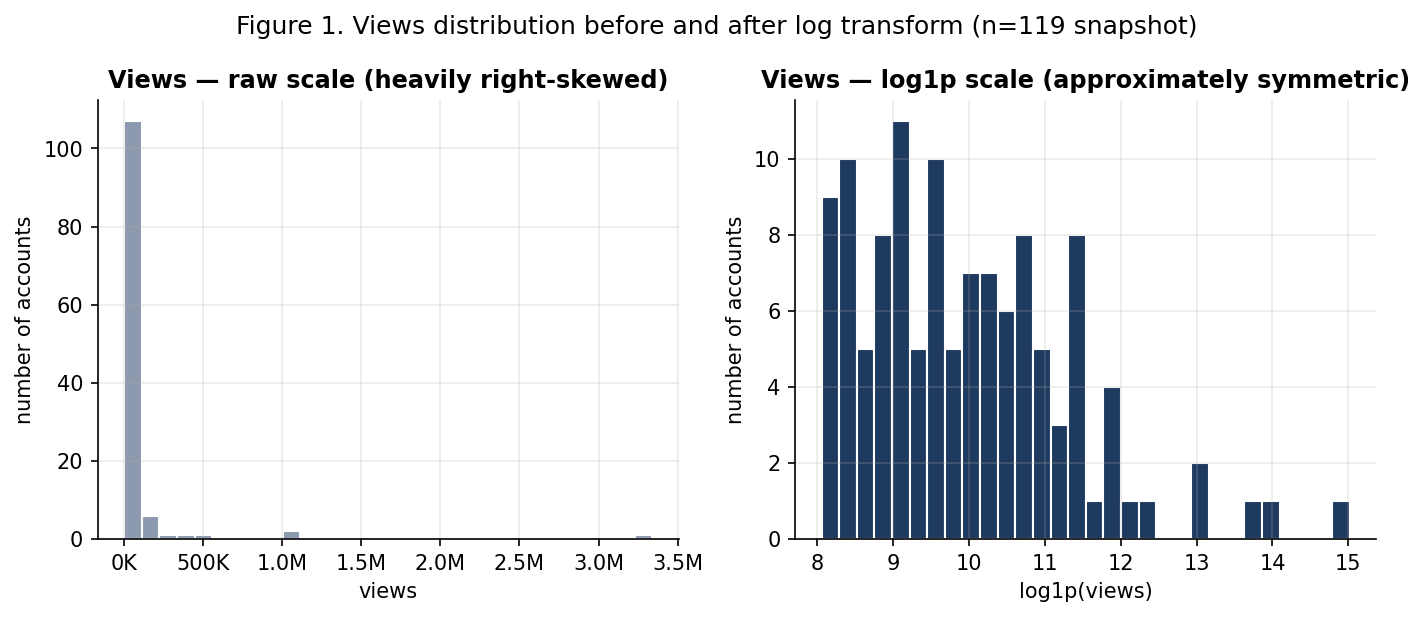 Figure 1. Views distribution before and after log transform (n=119 snapshot)
Views — raw scale (heavily right-skewed)
number of accounts
100
80
60
40
20
0
0K 500K 1.0M 1.5M 2.0M 2.5M 3.0M 3.5M
views
Views — log1p scale (approximately symmetric)
number of accounts
10
8
6
4
2
0
8 9 10 11 12 13 14 15
log1p(views)